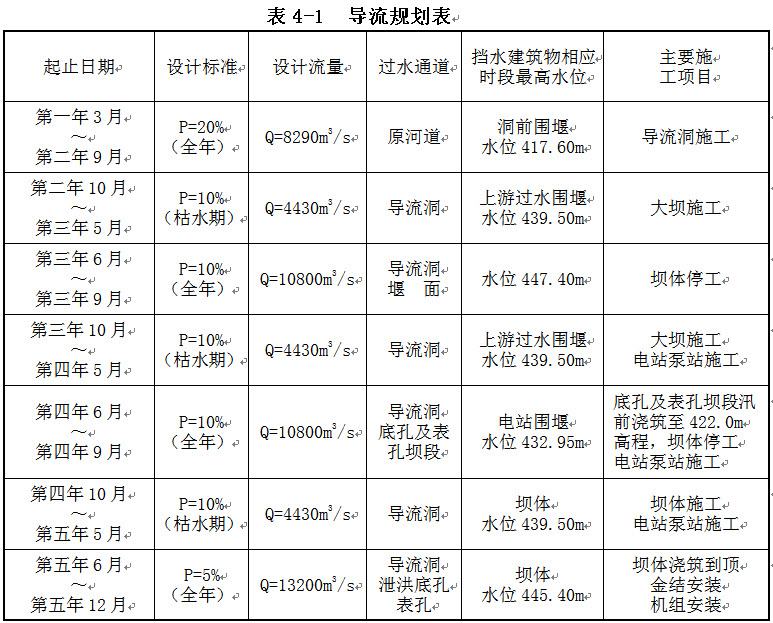 表 4-1 导流规划表
起止日期 设计标准 设计流量 过水通道 挡水建筑物相应 主要施
时段最高水位 工项目
第一年 3 月
～
第二年 9 月
P=20%
（全年）
Q=8290m³/s
原河道
洞前围堰
水位 417.60m
导流洞施工
第二年 10 月
～
第三年 5 月
P=10%
（枯水期）
Q=4430m³/s
导流洞
上游过水围堰
水位 439.50m
大坝施工
第三年 6 月
～
第三年 9 月
P=10%
（全年）
Q=10800m³/s
导流洞
堰 面
水位 447.40m
坝体停工
第三年 10 月
～
第四年 5 月
P=10%
（枯水期）
Q=4430m³/s
导流洞
上游过水围堰
水位 439.50m
大坝施工
电站泵站施工
第四年 6 月
～
第四年 9 月
P=10%
（全年）
Q=10800m³/s
导流洞
底孔及表
孔坝段
电站围堰
水位 432.95m
底孔及表孔坝段汛
前浇筑至 422.0m
高程，坝体停工
电站泵站施工
第四年 10 月
～
第五年 5 月
P=10%
（枯水期）
Q=4430m³/s
导流洞
坝体
水位 439.50m
坝体施工
电站泵站施工
第五年 6 月
～
第五年 12 月
P=5%
（全年）
Q=13200m³/s
导流洞
泄洪底孔
表孔
坝体
水位 445.40m
坝体浇筑到顶
金结安装
机组安装